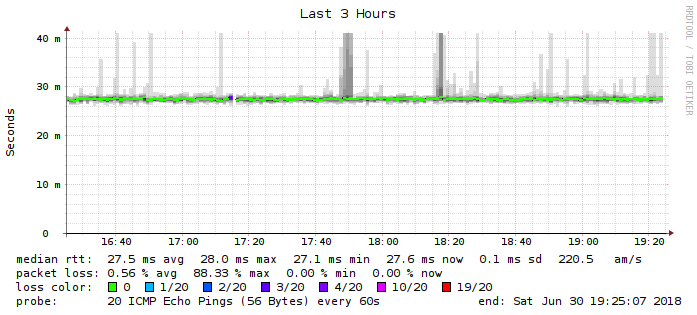 Last 3 Hours
RRDTOOL / TOBI OETIKER
Seconds
40 m
30 m
20 m
10 m
0
16:40 17:00 17:20 17:40 18:00 18:20 18:40 19:00 19:20
median rtt: 27.5 ms avg 28.0 ms max 27.1 ms min 27.6 ms now 0.1 ms sd 220.5 am/s
packet loss: 0.56 % avg 88.33 % max 0.00 % min 0.00 % now
loss color: 0 1/20 2/20 3/20 4/20 10/20 19/20
probe: 20 ICMP Echo Pings (56 Bytes) every 60s end: Sat Jun 30 19:25:07 2018